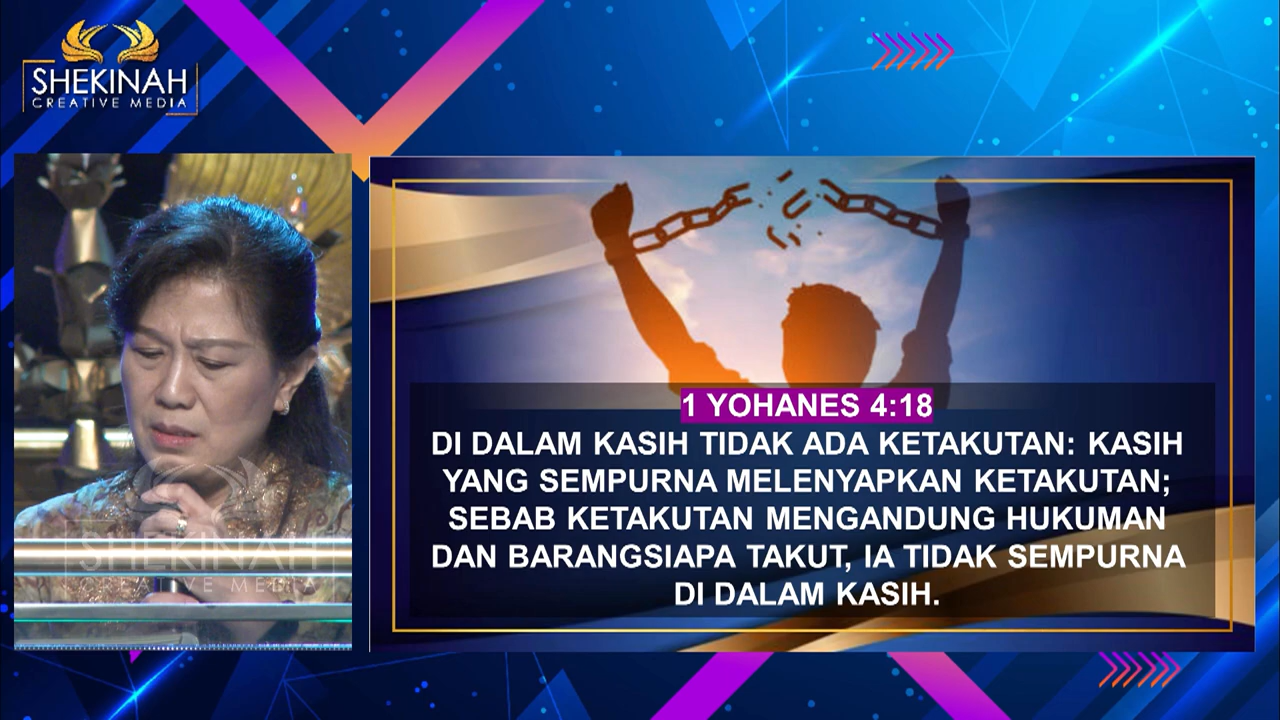 SHEKINAH
CREATIVE MEDIA
1 YOHANES 4:18
DI DALAM KASIH TIDAK ADA KETAKUTAN: KASIH
YANG SEMPURNA MELENYAPKAN KETAKUTAN;
SEBAB KETAKUTAN MENGANDUNG HUKUMAN
DAN BARANGSIAPA TAKUT, IA TIDAK SEMPURNA
DI DALAM KASIH.
SHEKINAH
CREATIVE MEDIA